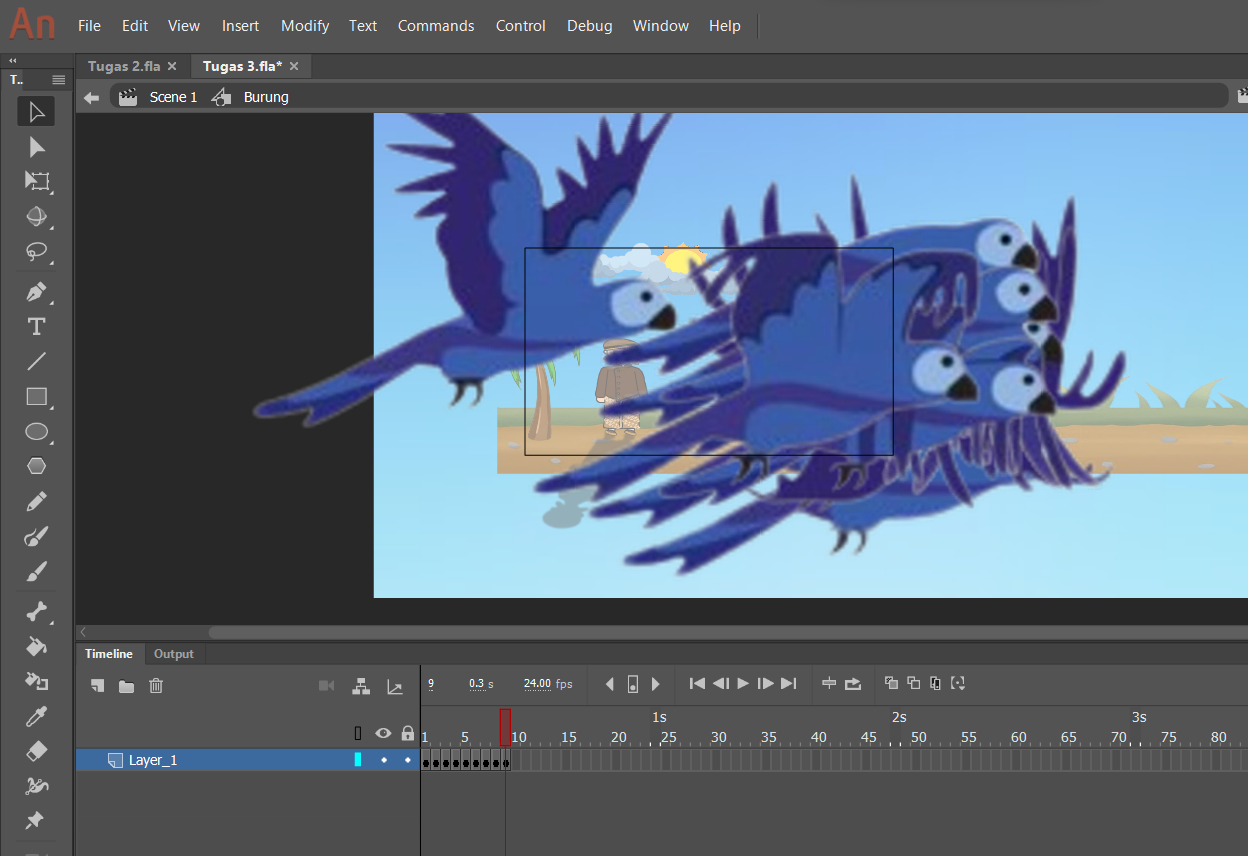 An File Edit View Insert Modify Text Commands Control Debug Window Help
Tugas 2.fla × Tugas 3.fla* ×
T..
Scene 1 Burung
T
Timeline Output
9 0.3 s 24.00 fps
1s 2s 3s
1 5 10 15 20 25 30 35 40 45 50 55 60 65 70 75 80
Layer_1